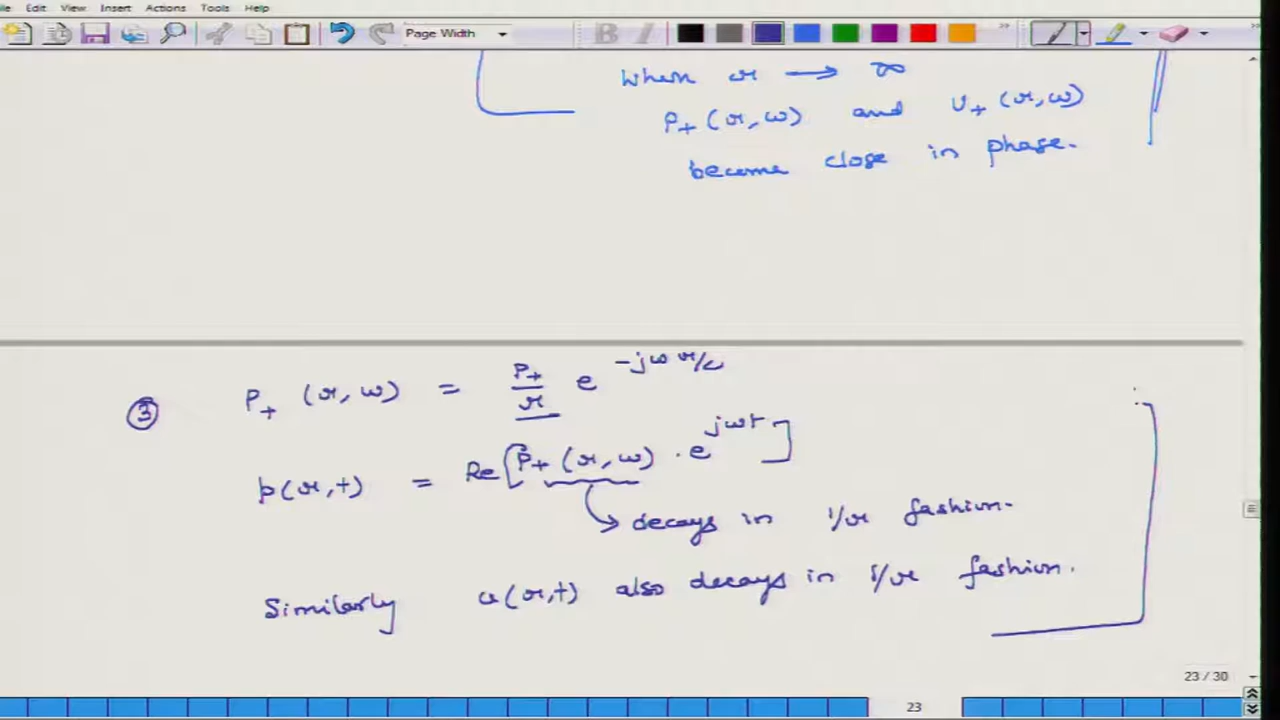 File Edit View Insert Actions Tools Help
Page Width
When r → ∞
P₊ (r, ω) and U₊ (r, ω)
become close in phase.
③ P₊ (r, ω) = P₊/r e^(-jω r/c)
p(r, t) = Re[P₊ (r, ω) · e^(jωt)]
decays in 1/r fashion.
Similarly u(r, t) also decays in 1/r fashion.
23 / 30
23